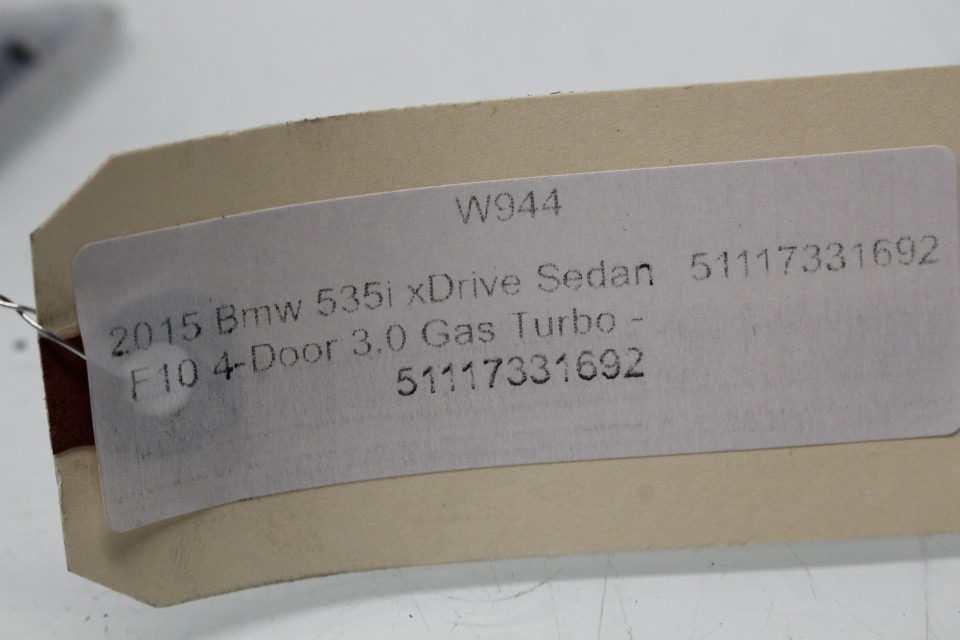 W944
2015 Bmw 535i xDrive Sedan 51117331692
F10 4-Door 3.0 Gas Turbo -
51117331692